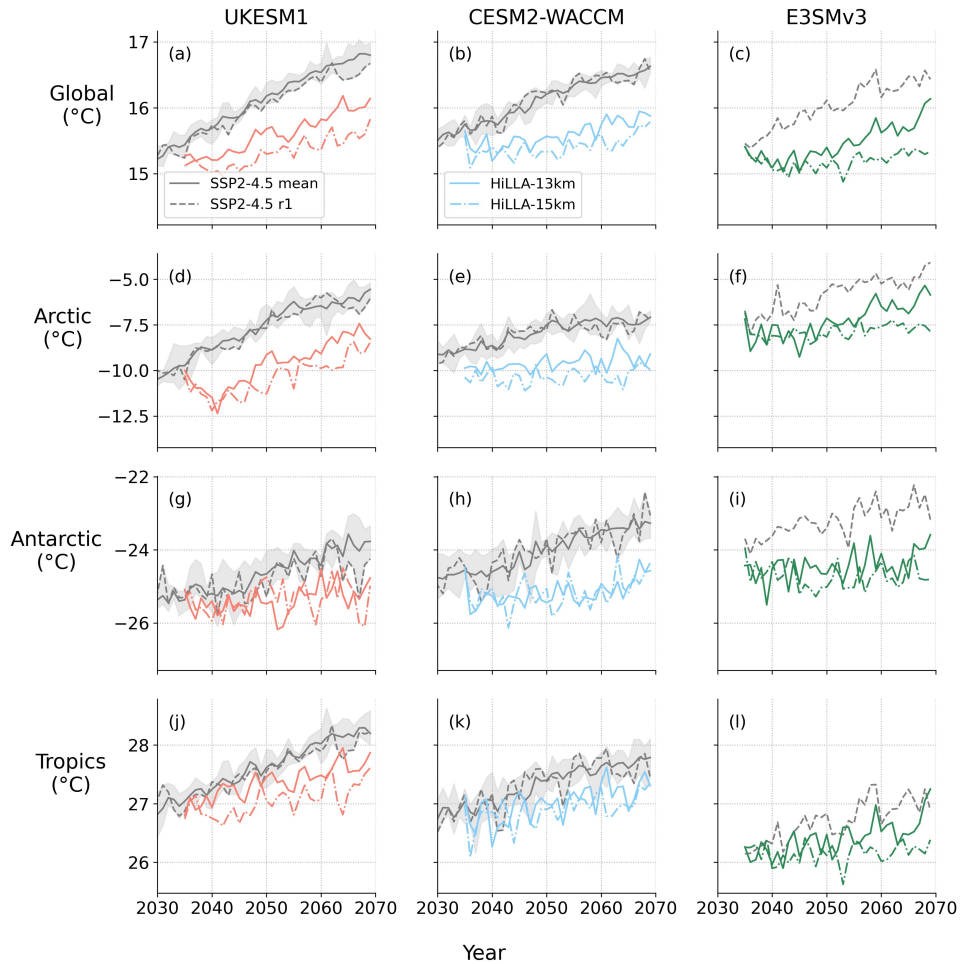 UKESM1
CESM2-WACCM
E3SMv3
Global
(°C)
17
16
15
(a)
SSP2-4.5 mean
SSP2-4.5 r1
(b)
HiLLA-13km
HiLLA-15km
(c)
Arctic
(°C)
−5.0
−7.5
−10.0
−12.5
(d)
(e)
(f)
Antarctic
(°C)
−22
−24
−26
(g)
(h)
(i)
Tropics
(°C)
28
27
26
(j)
(k)
(l)
2030 2040 2050 2060 2070
2030 2040 2050 2060 2070
2030 2040 2050 2060 2070
Year